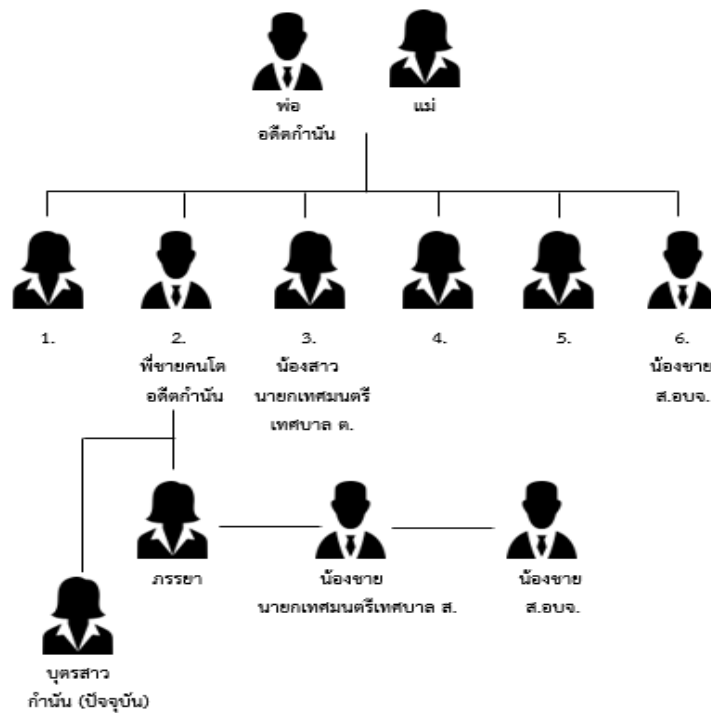 พ่อ
อดีตกำนัน
แม่
1.
2.
พี่ชายคนโต
อดีตกำนัน
3.
น้องสาว
นายกเทศมนตรี
เทศบาล ต.
4.
5.
6.
น้องชาย
ส.อบจ.
ภรรยา
น้องชาย
นายกเทศมนตรีเทศบาล ส.
น้องชาย
ส.อบจ.
บุตรสาว
กำนัน (ปัจจุบัน)